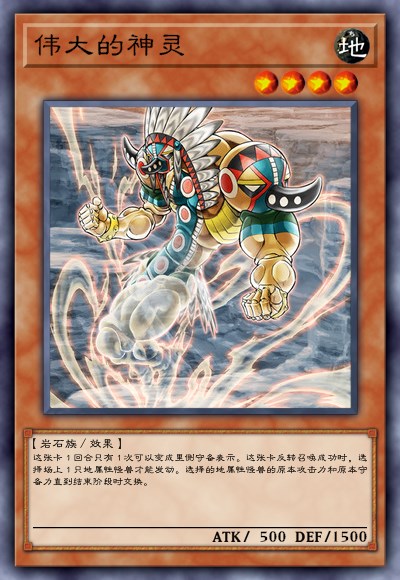 伟大的神灵
地
【岩石族／效果】
这张卡1回合只有1次可以变成里侧守备表示。这张卡反转召唤成功时，选
择场上1只地属性怪兽才能发动。选择的地属性怪兽的原本攻击力和原本守
备力直到结束阶段时交换。
ATK/ 500 DEF/1500